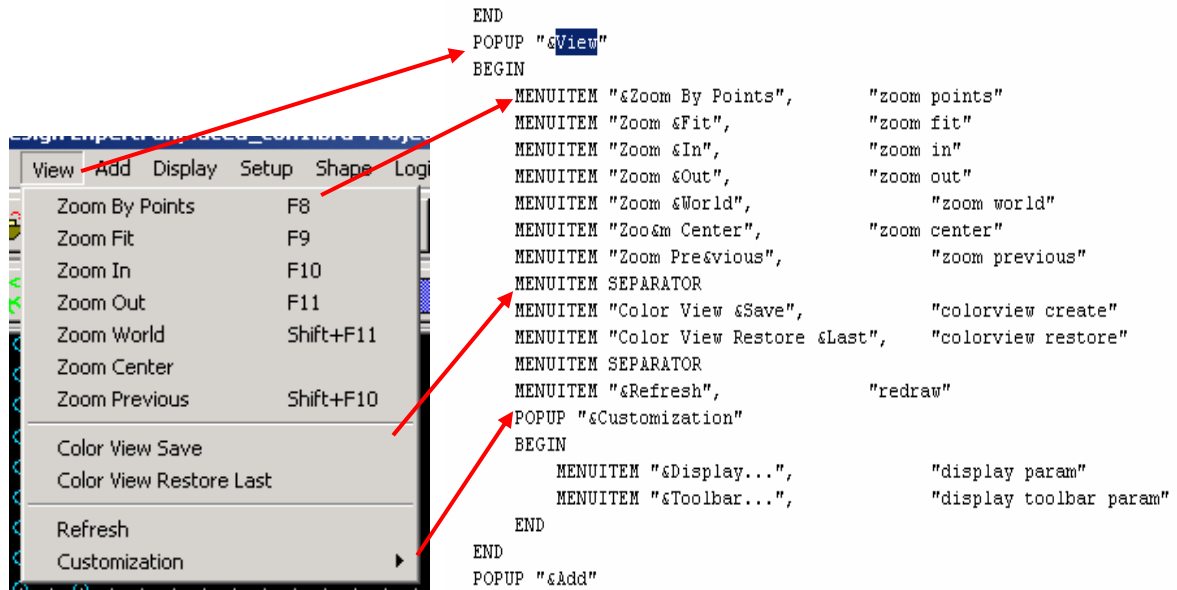 View Add Display Setup Shape
Zoom By Points F8
Zoom Fit F9
Zoom In F10
Zoom Out F11
Zoom World Shift+F11
Zoom Center
Zoom Previous Shift+F10
Color View Save
Color View Restore Last
Refresh
Customization
END
POPUP "&View"
BEGIN
MENUITEM "&Zoom By Points", "zoom points"
MENUITEM "Zoom &Fit", "zoom fit"
MENUITEM "Zoom &In", "zoom in"
MENUITEM "Zoom &Out", "zoom out"
MENUITEM "Zoom &World", "zoom world"
MENUITEM "Zoo&m Center", "zoom center"
MENUITEM "Zoom Pre&vious", "zoom previous"
MENUITEM SEPARATOR
MENUITEM "Color View &Save", "colorview create"
MENUITEM "Color View Restore &Last", "colorview restore"
MENUITEM SEPARATOR
MENUITEM "&Refresh", "redraw"
POPUP "&Customization"
BEGIN
MENUITEM "&Display...", "display param"
MENUITEM "&Toolbar...", "display toolbar param"
END
END
POPUP "&Add"